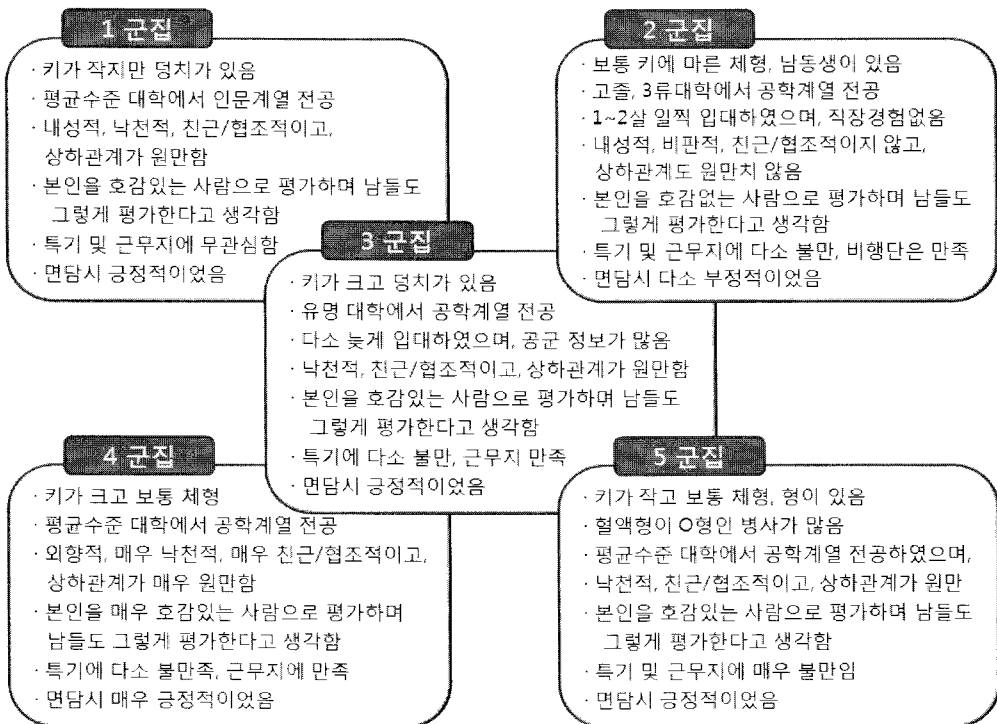 1 군집
· 키가 작지만 덩치가 있음
· 평균수준 대학에서 인문계열 전공
· 내성적, 낙천적, 친근/협조적이고,
상하관계가 원만함
· 본인을 호감있는 사람으로 평가하며 남들도
그렇게 평가한다고 생각함
· 특기 및 근무지에 무관심함
· 면담시 긍정적이었음
2 군집
· 보통 키에 마른 체형, 남동생이 있음
· 고졸, 3류대학에서 공학계열 전공
· 1~2살 일찍 입대하였으며, 직장경험없음
· 내성적, 비판적, 친근/협조적이지 않고,
상하관계도 원만치 않음
· 본인을 호감없는 사람으로 평가하며 남들도
그렇게 평가한다고 생각함
· 특기 및 근무지에 다소 불만, 비행단은 만족
· 면담시 다소 부정적이었음
3 군집
· 키가 크고 덩치가 있음
· 유명 대학에서 공학계열 전공
· 다소 늦게 입대하였으며, 공군 정보가 많음
· 낙천적, 친근/협조적이고, 상하관계가 원만함
· 본인을 호감있는 사람으로 평가하며 남들도
그렇게 평가한다고 생각함
· 특기에 다소 불만, 근무지 만족
· 면담시 긍정적이었음
4 군집
· 키가 크고 보통 체형
· 평균수준 대학에서 공학계열 전공
· 외향적, 매우 낙천적, 매우 친근/협조적이고,
상하관계가 매우 원만함
· 본인을 매우 호감있는 사람으로 평가하며
남들도 그렇게 평가한다고 생각함
· 특기에 다소 불만족, 근무지에 만족
· 면담시 매우 긍정적이었음
5 군집
· 키가 작고 보통 체형, 형이 있음
· 혈액형이 O형인 병사가 많음
· 평균수준 대학에서 공학계열 전공하였으며,
· 낙천적, 친근/협조적이고, 상하관계가 원만
· 본인을 호감있는 사람으로 평가하며 남들도
그렇게 평가한다고 생각함
· 특기 및 근무지에 매우 불만임
· 면담시 긍정적이었음